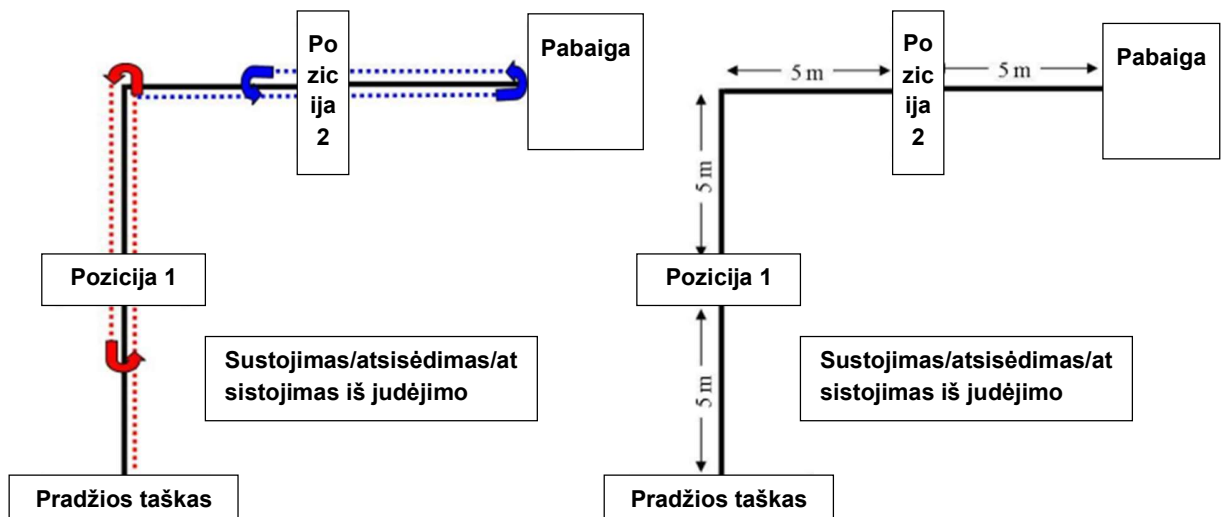 Po
zic
ija
2
Pabaiga
Pozicija 1
Sustojimas/atsisėdimas/at
sistojimas iš judėjimo
Pradžios taškas
Po
zic
ija
2
Pabaiga
5 m
5 m
5 m
Pozicija 1
5 m
Sustojimas/atsisėdimas/at
sistojimas iš judėjimo
Pradžios taškas